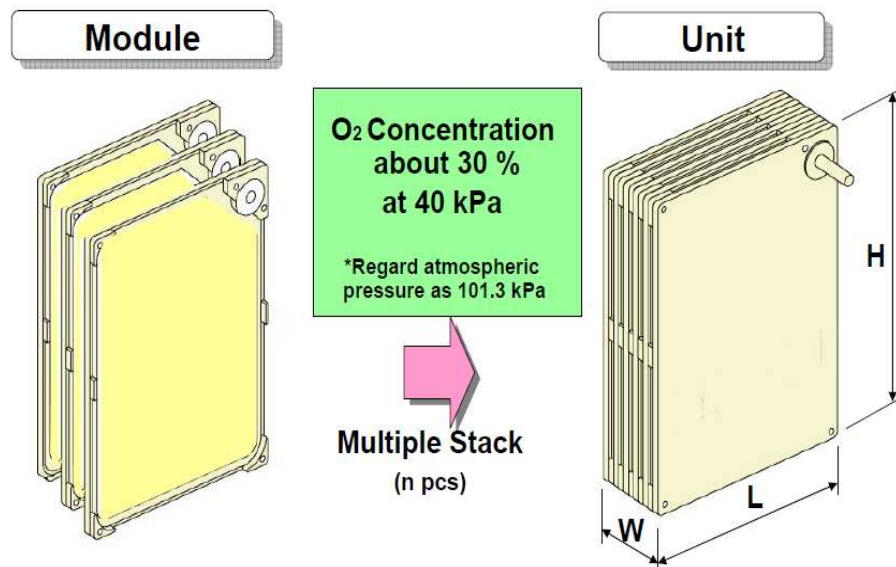 Module
Unit
O2 Concentration
about 30 %
at 40 kPa
*Regard atmospheric
pressure as 101.3 kPa
Multiple Stack
(n pcs)
H
L
W